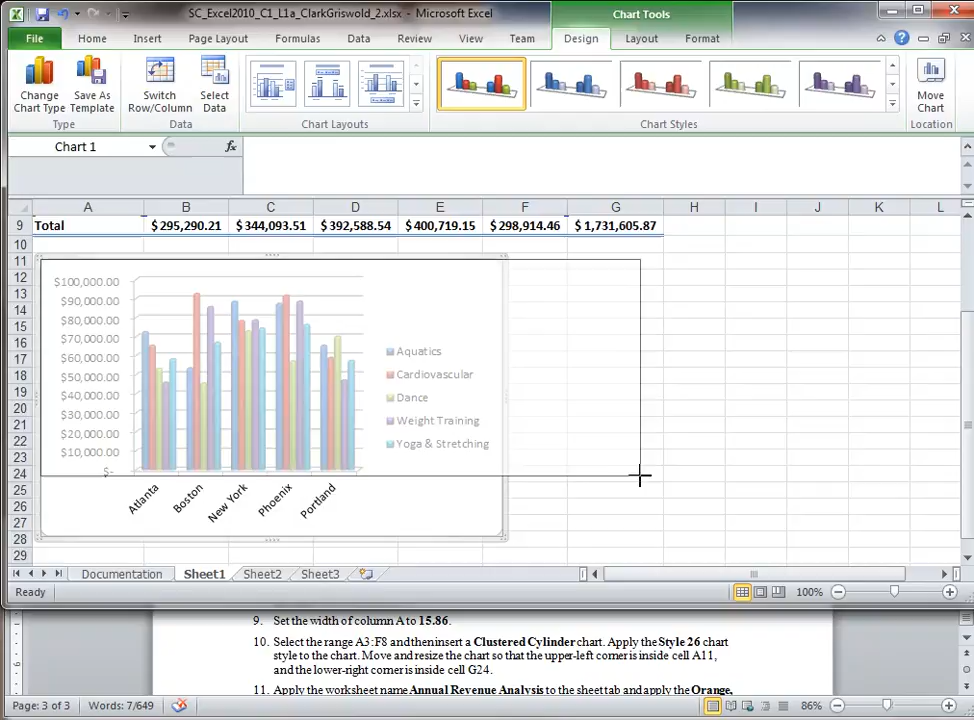 SC_Excel2010_C1_L1a_ClarkGriswold_2.xlsx - Microsoft Excel
Chart Tools
File Home Insert Page Layout Formulas Data Review View Team Design Layout Format
Change Chart Type
Save As Template
Switch Row/Column
Select Data
Move Chart
Type Data Chart Layouts Chart Styles Location
Chart 1 fx
A B C D E F G H I J K L
9 Total $ 295,290.21 $ 344,093.51 $ 392,588.54 $ 400,719.15 $ 298,914.46 $ 1,731,605.87
10
11
12
13
14
15
16
17
18
19
20
21
22
23
24
25
26
27
28
29
$100,000.00
$90,000.00
$80,000.00
$70,000.00
$60,000.00
$50,000.00
$40,000.00
$30,000.00
$20,000.00
$10,000.00
$-
Atlanta
Boston
New York
Phoenix
Portland
Aquatics
Cardiovascular
Dance
Weight Training
Yoga & Stretching
Documentation Sheet1 Sheet2 Sheet3
Ready 100%
9. Set the width of column A to 15.86.
10. Select the range A3:F8 and then insert a Clustered Cylinder chart. Apply the Style 26 chart
style to the chart. Move and resize the chart so that the upper-left corner is inside cell A11,
and the lower-right corner is inside cell G24.
11. Apply the worksheet name Annual Revenue Analysis to the sheet tab and apply the Orange,
Page: 3 of 3 Words: 7/649 86%